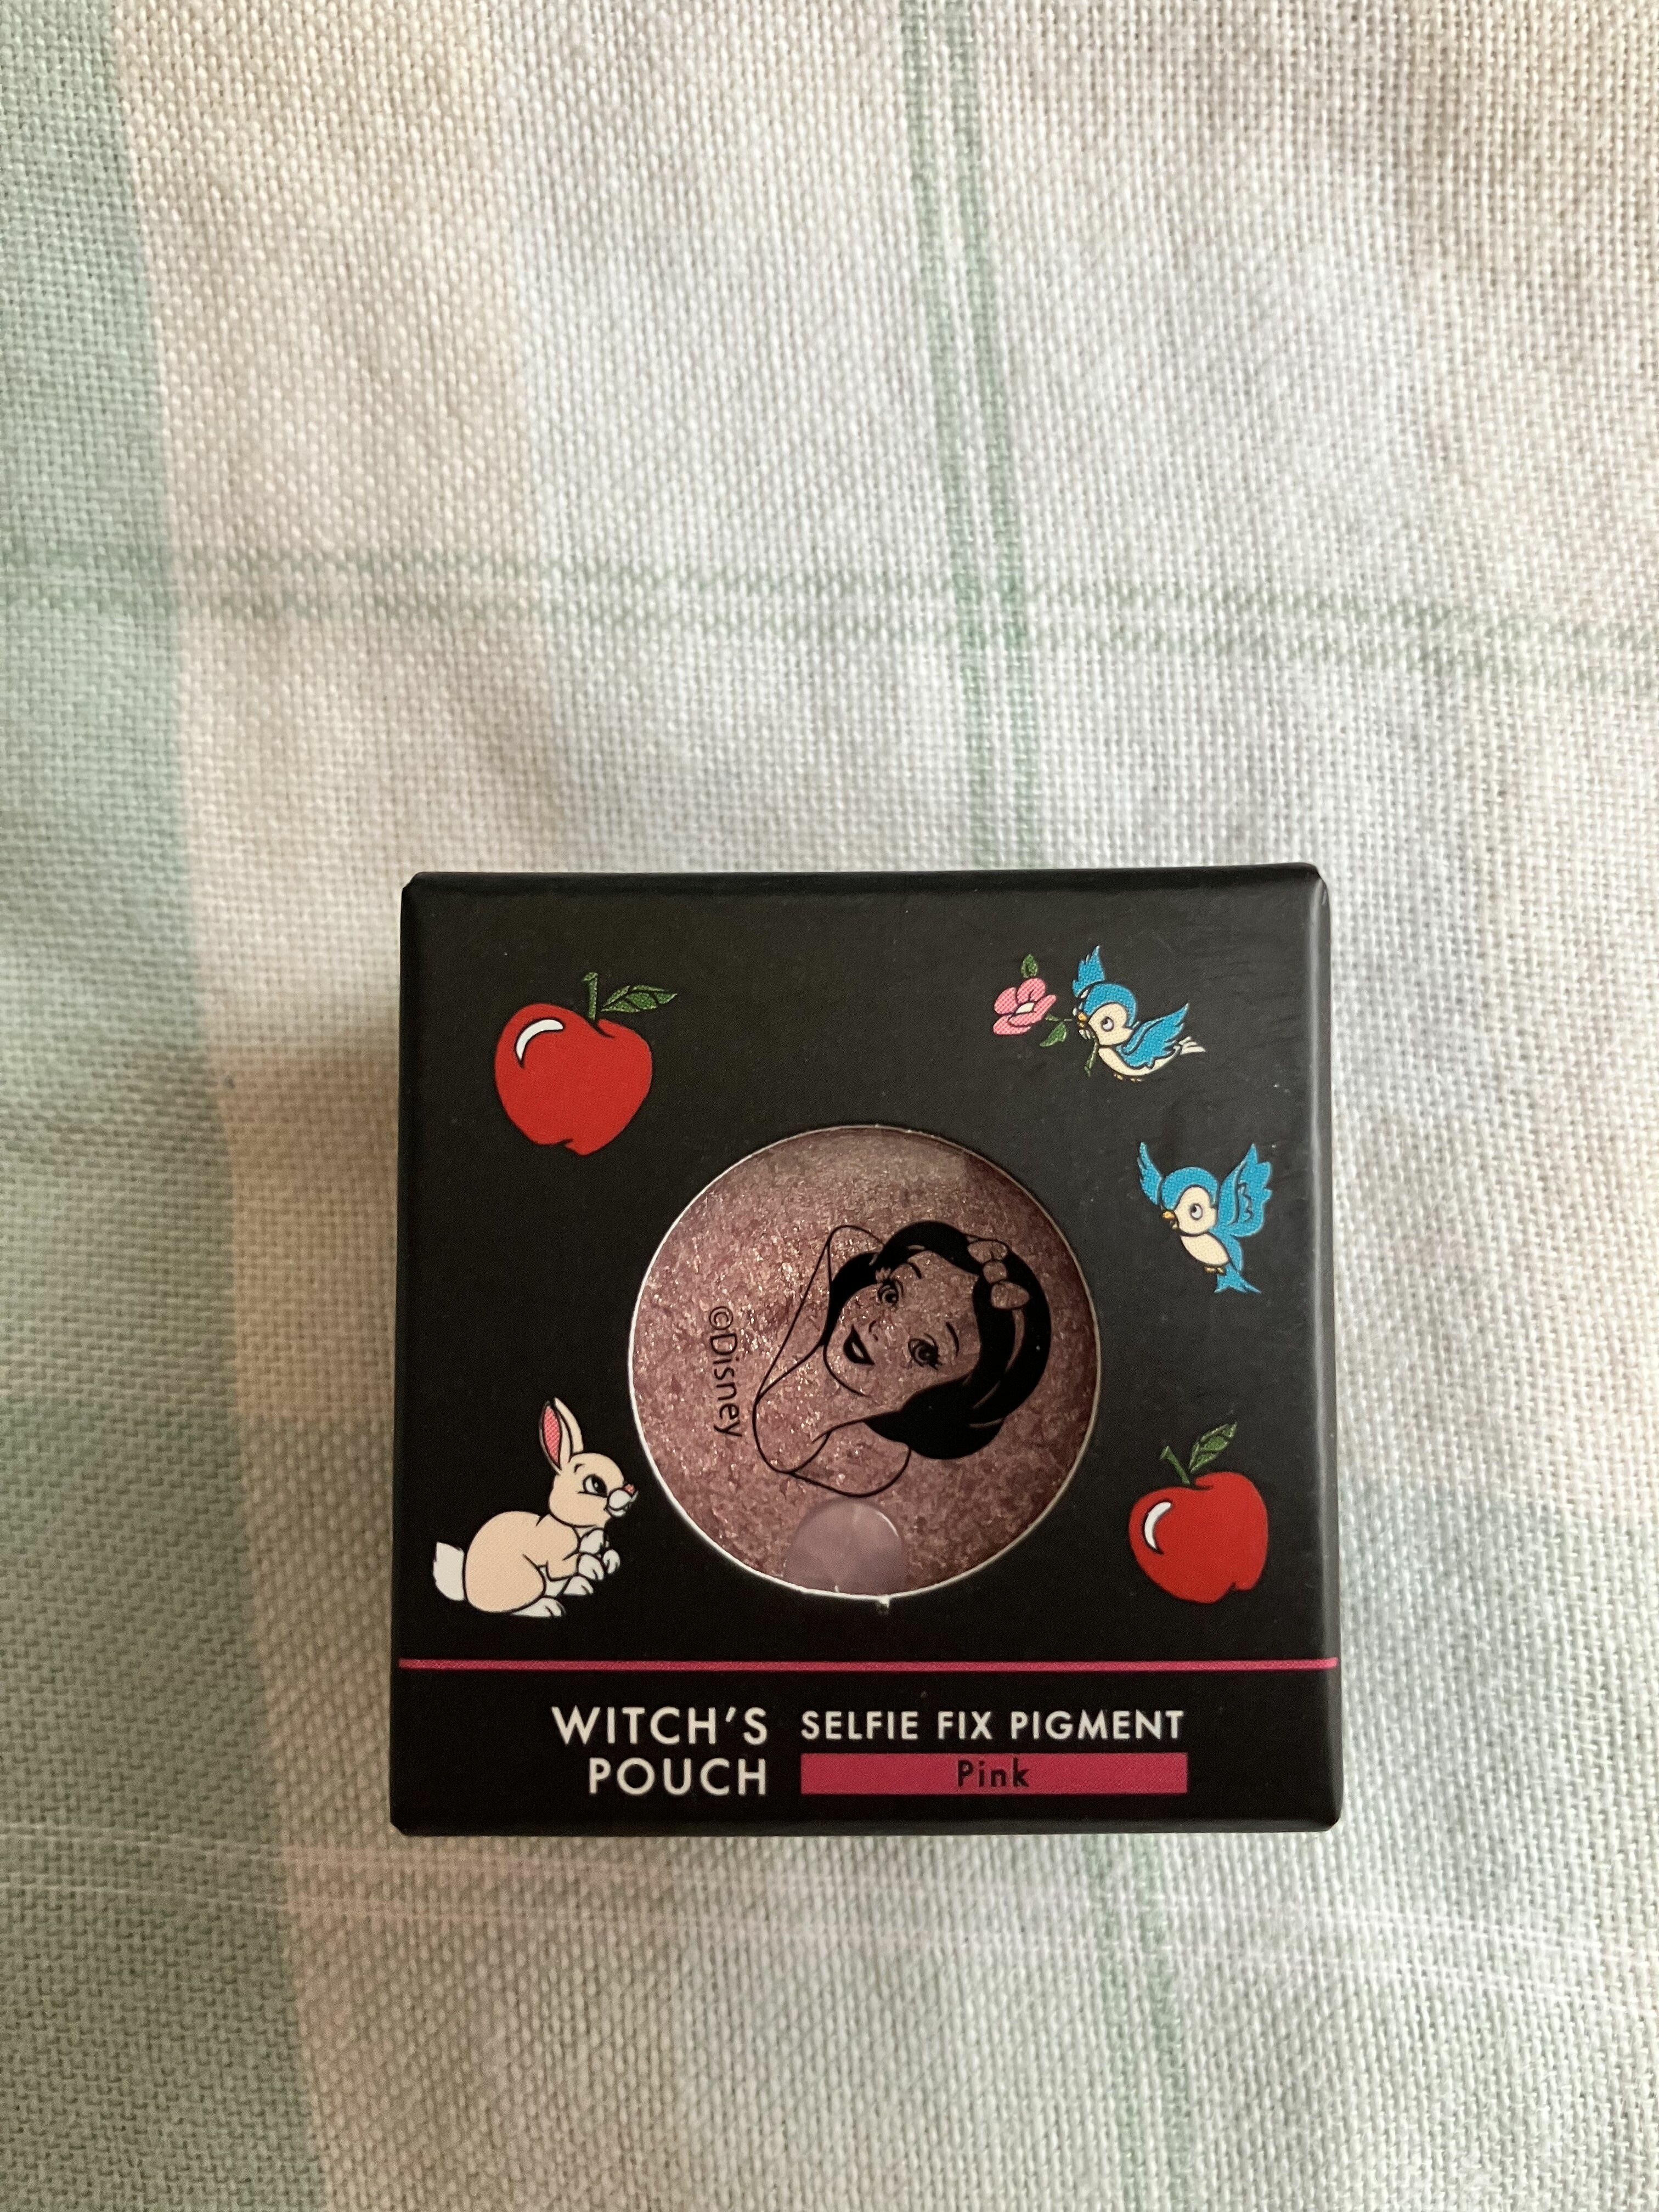 ©Disney
WITCH'S
POUCH
SELFIE FIX PIGMENT
Pink